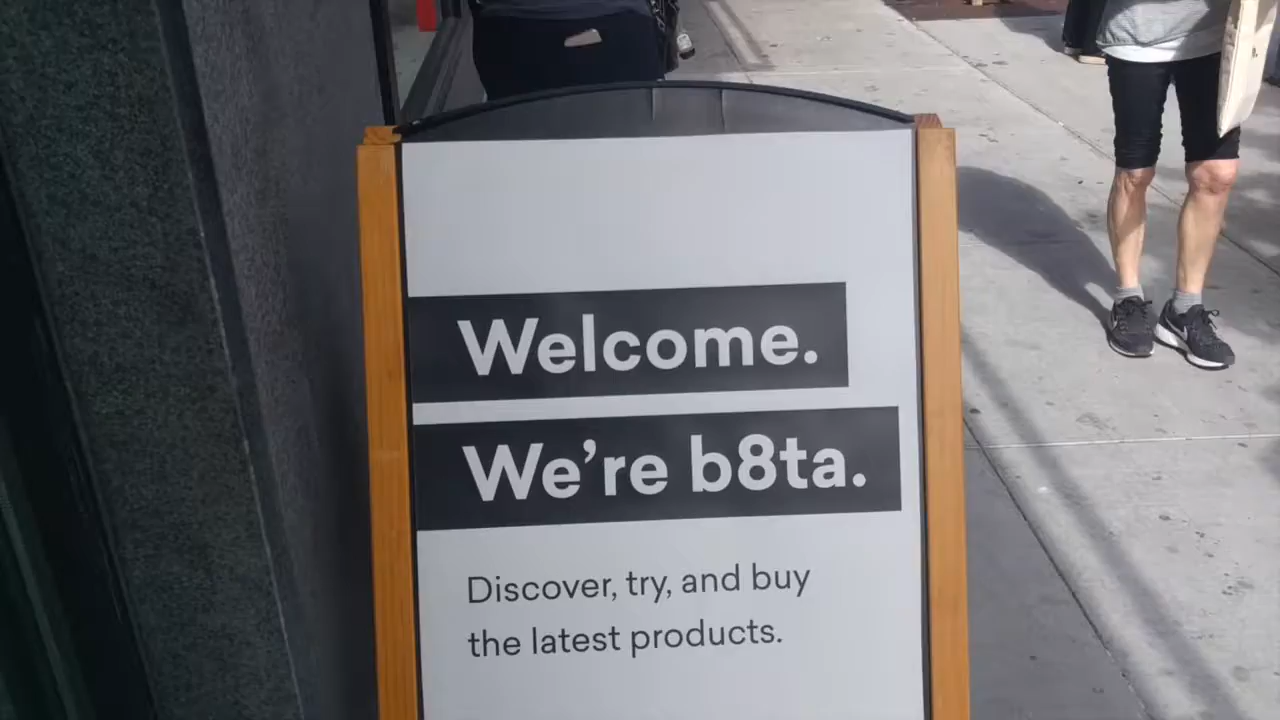 Welcome.
We're b8ta.
Discover, try, and buy
the latest products.